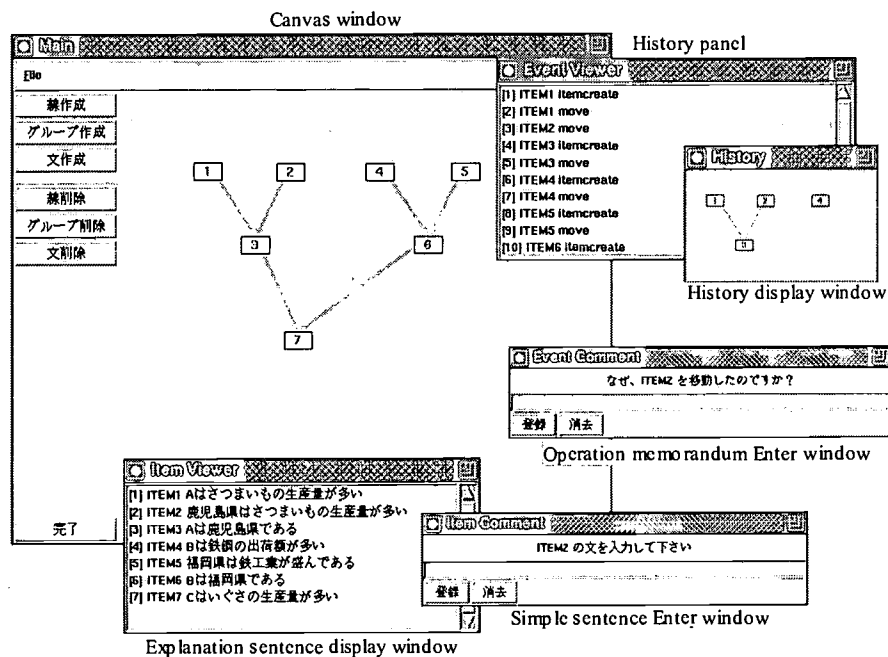 Canvas window
Main
File
線作成
グループ作成
文作成
線削除
グループ削除
文削除
完了
1
2
4
5
3
6
7
History panel
Event Viewer
[1] ITEM1 itemcreate
[2] ITEM1 move
[3] ITEM2 move
[4] ITEM3 itemcreate
[5] ITEM3 move
[6] ITEM4 itemcreate
[7] ITEM4 move
[8] ITEM5 itemcreate
[9] ITEM5 move
[10] ITEM6 itemcreate
History
1
2
4
3
History display window
Event Comment
なぜ、ITEM2 を移動したのですか?
登録 消去
Operation memorandum Enter window
Item Viewer
[1] ITEM1 Aはさつまいもの生産量が多い
[2] ITEM2 鹿児島県はさつまいもの生産量が多い
[3] ITEM3 Aは鹿児島県である
[4] ITEM4 Bは鉄鋼の出荷額が多い
[5] ITEM5 福岡県は鉄工業が盛んである
[6] ITEM6 Bは福岡県である
[7] ITEM7 Cはいぐさの生産量が多い
Explanation sentence display window
Item Comment
ITEM2 の文を入力して下さい
登録 消去
Simple sentence Enter window